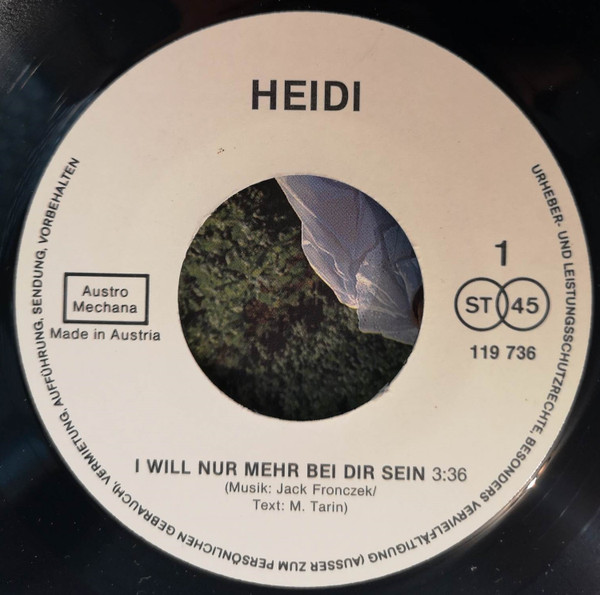 HEIDI
URHEBER- UND LEISTUNGSSCHUTZRECHTE, BESONDERS VERVIELFÄLTIGUNG (AUSSER ZUM PERSÖNLICHEN GEBRAUCH), VERMIETUNG, AUFFÜHRUNG, SENDUNG, VORBEHALTEN
Austro
Mechana
Made in Austria
1
ST 45
119 736
I WILL NUR MEHR BEI DIR SEIN 3:36
(Musik: Jack Fronczek/
Text: M. Tarin)